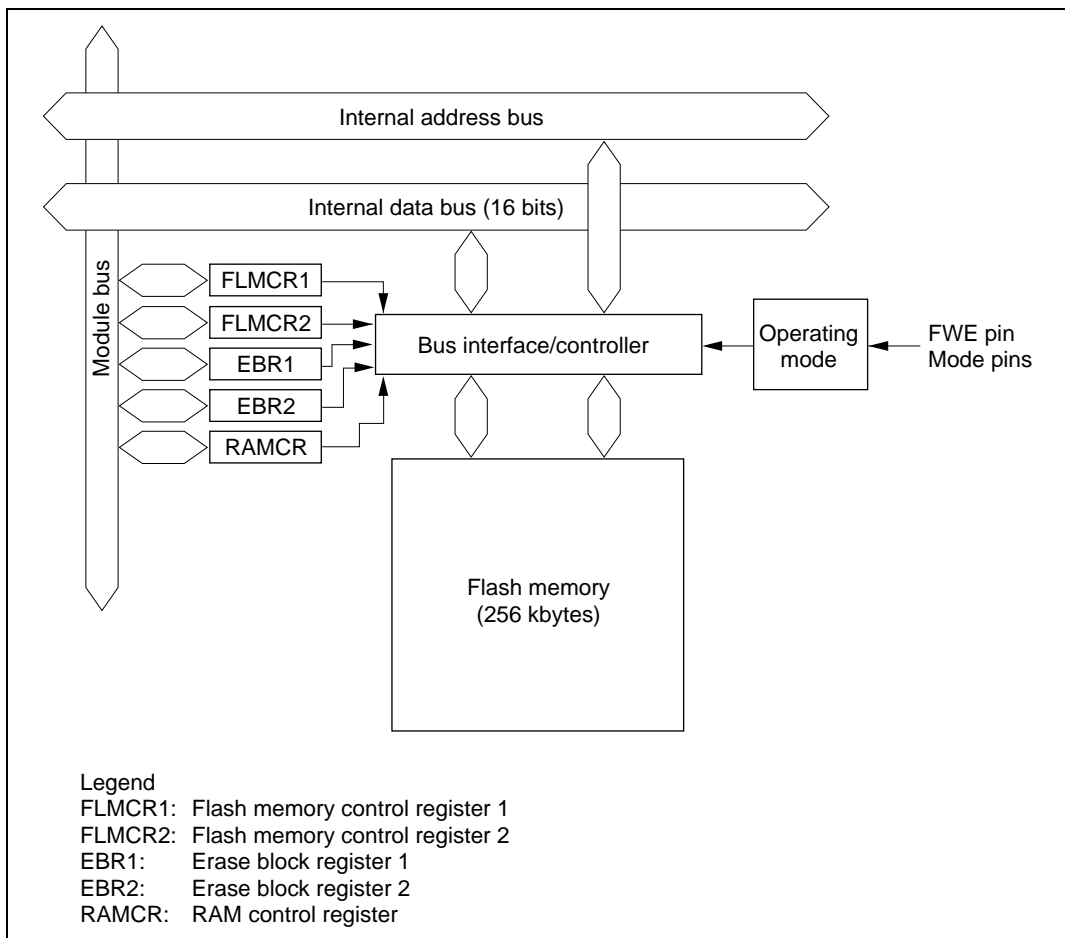 Internal address bus
Internal data bus (16 bits)
Module bus
FLMCR1
FLMCR2
EBR1
EBR2
RAMCR
Bus interface/controller
Operating
mode
FWE pin
Mode pins
Flash memory
(256 kbytes)
Legend
FLMCR1: Flash memory control register 1
FLMCR2: Flash memory control register 2
EBR1: Erase block register 1
EBR2: Erase block register 2
RAMCR: RAM control register